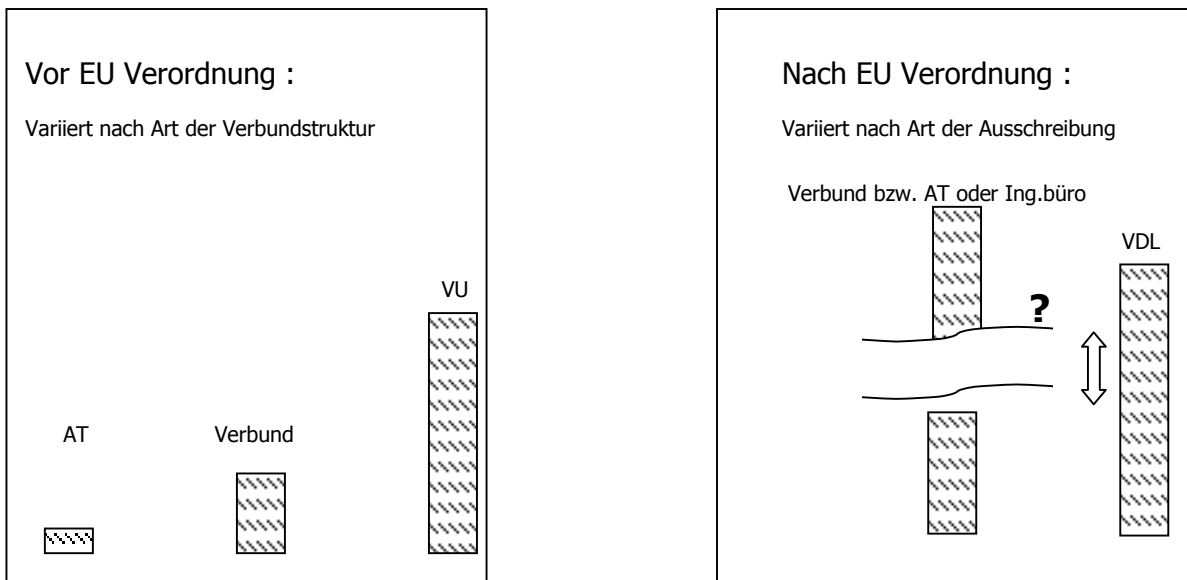 Vor EU Verordnung :
Variiert nach Art der Verbundstruktur
VU
AT
Verbund
Nach EU Verordnung :
Variiert nach Art der Ausschreibung
Verbund bzw. AT oder Ing.büro
VDL
?